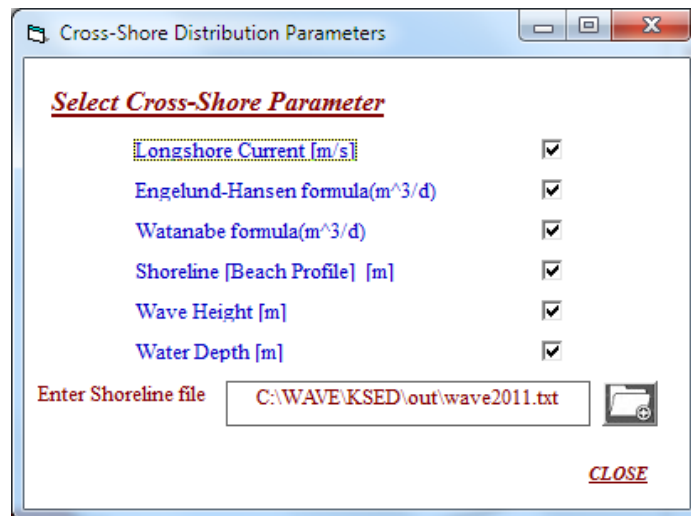 Cross-Shore Distribution Parameters
Select Cross-Shore Parameter
Longshore Current [m/s]
Engelund-Hansen formula(m^3/d)
Watanabe formula(m^3/d)
Shoreline [Beach Profile] [m]
Wave Height [m]
Water Depth [m]
Enter Shoreline file C:\WAVE\KSED\out\wave2011.txt
CLOSE